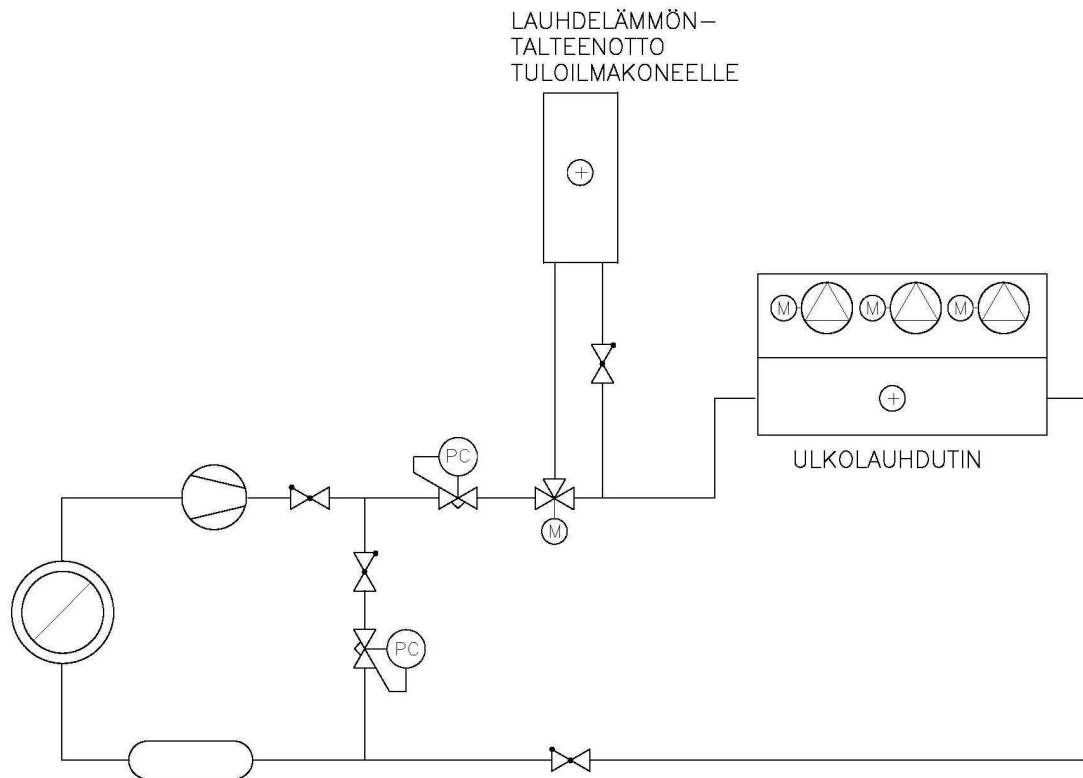 LAUHDELÄMMÖN-
TALTEENOTTO
TULOILMAKONEELLE
M M M
ULKOLAUHDUTIN
PC
M
PC